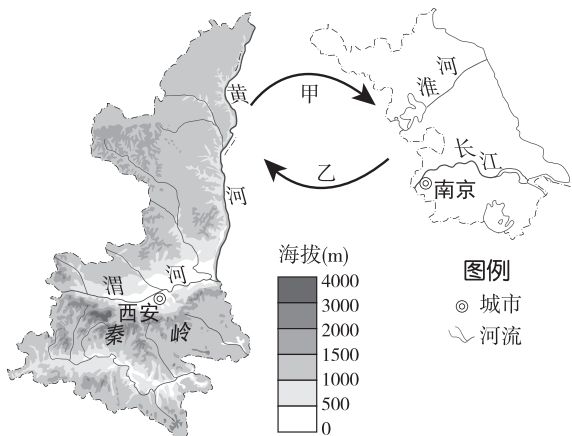 黄
河
渭
河
西安
秦
岭
甲
乙
淮
河
长
江
南京
海拔(m)
4000
3000
2000
1500
1000
500
0
图例
城市
河流